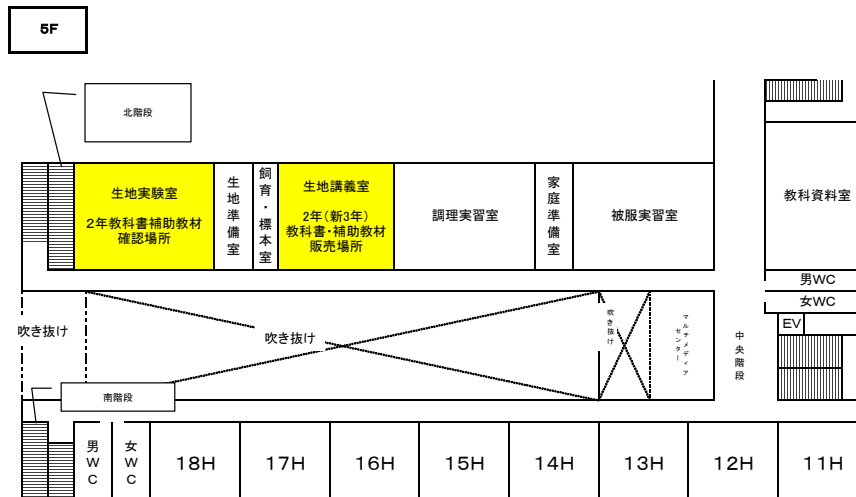 5F
北階段
生地実験室
2年教科書補助教材
確認場所
生地準備室
飼育・標本室
生地講義室
2年(新3年)
教科書・補助教材
販売場所
調理実習室
家庭準備室
被服実習室
教科資料室
男WC
女WC
EV
吹き抜け
吹き抜け
吹き抜け
マルチメディア
センター
中央階段
南階段
男WC
女WC
18H
17H
16H
15H
14H
13H
12H
11H